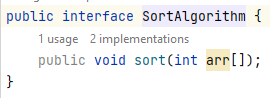 public interface SortAlgorithm {
1 usage 2 implementations
public void sort(int arr[]);
}